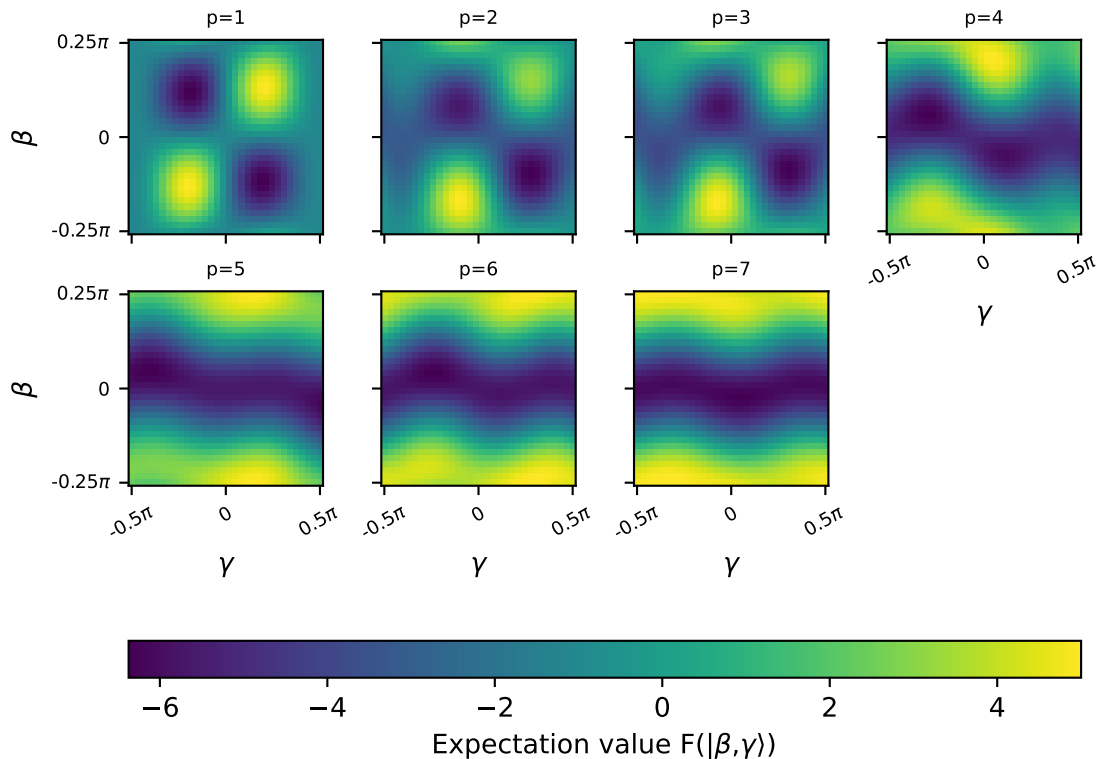 p=1 p=2 p=3 p=4
0.25π
β
0
-0.25π
-0.5π 0 0.5π
γ
p=5 p=6 p=7
0.25π
β
0
-0.25π
-0.5π 0 0.5π -0.5π 0 0.5π -0.5π 0 0.5π
γ γ γ
−6 −4 −2 0 2 4
Expectation value F(|β,γ⟩)